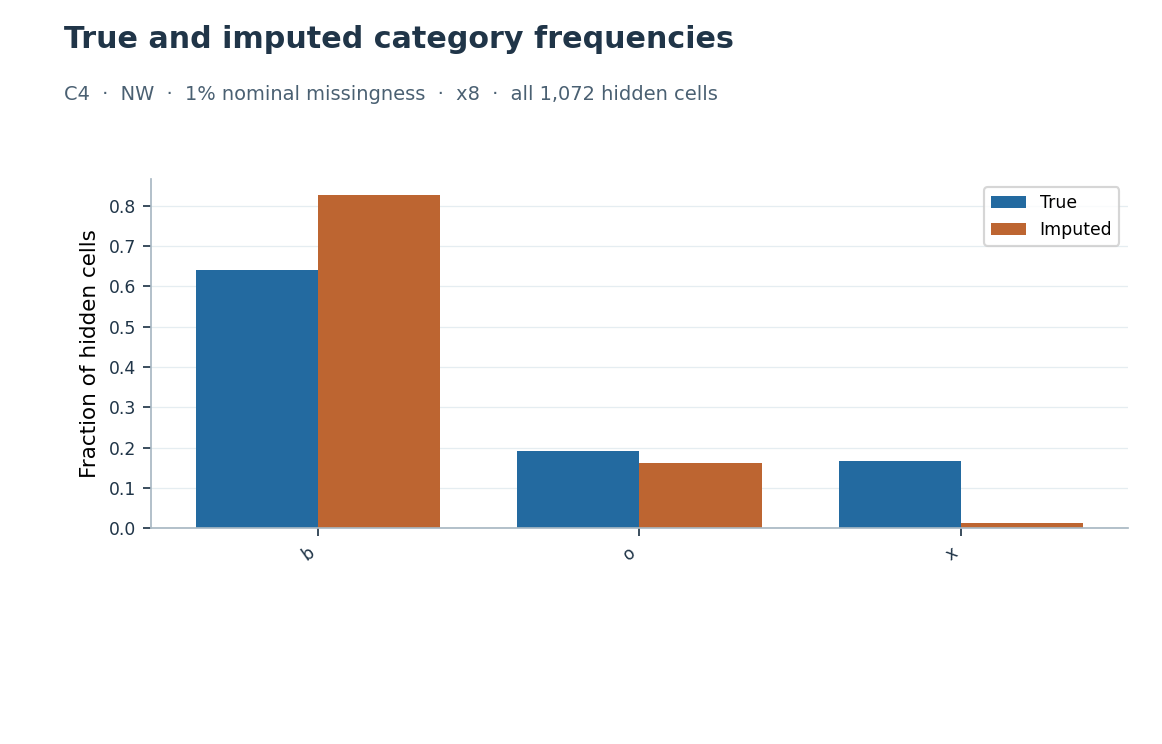 True and imputed category frequencies
C4 · NW · 1% nominal missingness · x8 · all 1,072 hidden cells
Fraction of hidden cells
0.8
0.7
0.6
0.5
0.4
0.3
0.2
0.1
0.0
True
Imputed
b
o
x